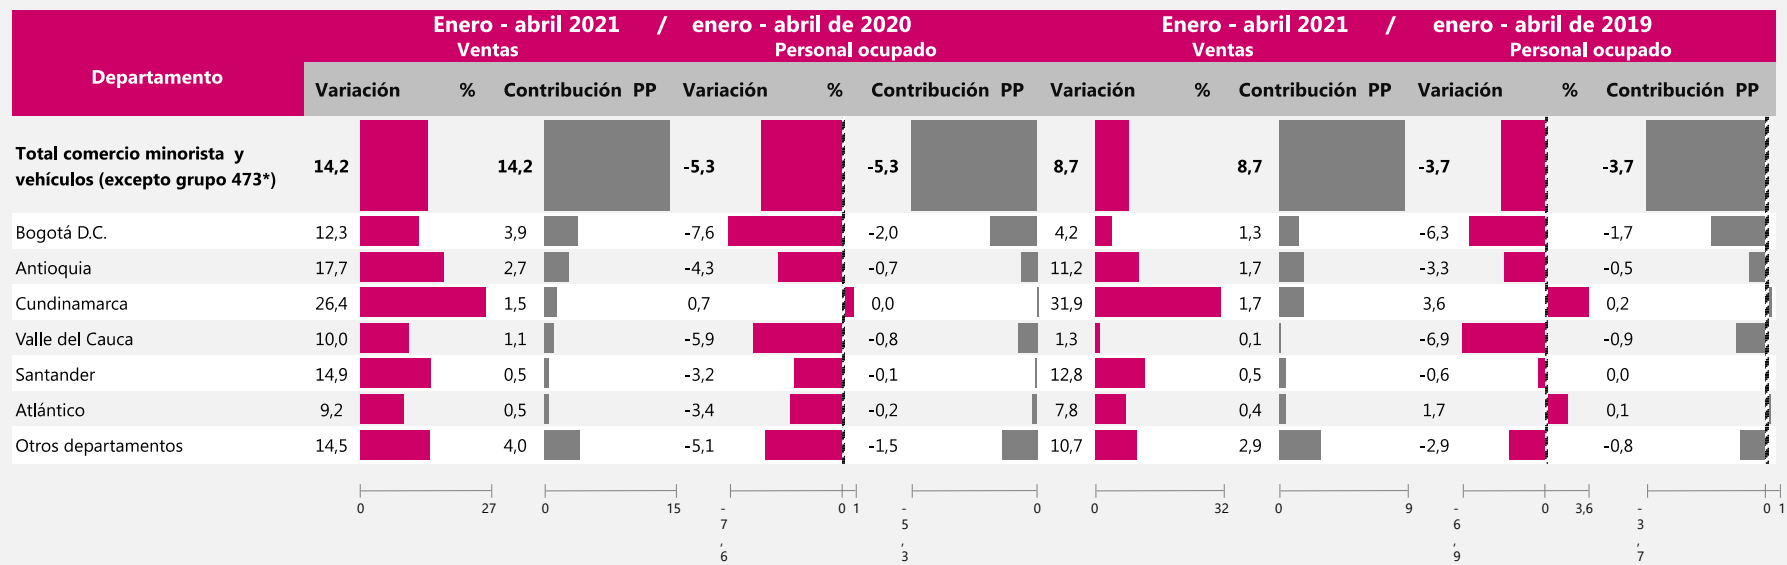 Enero - abril 2021 / enero - abril de 2020 Enero - abril 2021 / enero - abril de 2019
Ventas Personal ocupado Ventas Personal ocupado
Departamento
Variación % Contribución PP Variación % Contribución PP Variación % Contribución PP Variación % Contribución PP
Total comercio minorista y
vehículos (excepto grupo 473*) 14,2 14,2 -5,3 -5,3 8,7 8,7 -3,7 -3,7
Bogotá D.C. 12,3 3,9 -7,6 -2,0 4,2 1,3 -6,3 -1,7
Antioquia 17,7 2,7 -4,3 -0,7 11,2 1,7 -3,3 -0,5
Cundinamarca 26,4 1,5 0,7 0,0 31,9 1,7 3,6 0,2
Valle del Cauca 10,0 1,1 -5,9 -0,8 1,3 0,1 -6,9 -0,9
Santander 14,9 0,5 -3,2 -0,1 12,8 0,5 -0,6 0,0
Atlántico 9,2 0,5 -3,4 -0,2 7,8 0,4 1,7 0,1
Otros departamentos 14,5 4,0 -5,1 -1,5 10,7 2,9 -2,9 -0,8
0 27 0 15 -7,6 0 1 -5,3 0 0 32 0 9 -6,9 0 3,6 -3,7 0 1